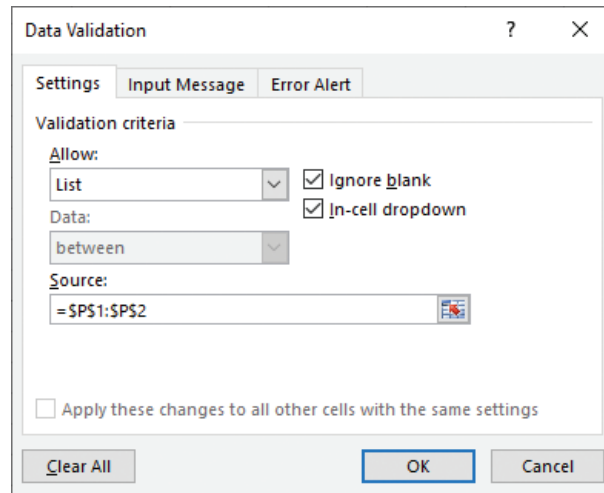 Data Validation ?
Settings Input Message Error Alert
Validation criteria
Allow:
List
Ignore blank
In-cell dropdown
Data:
between
Source:
=$P$1:$P$2
Apply these changes to all other cells with the same settings
Clear All OK Cancel